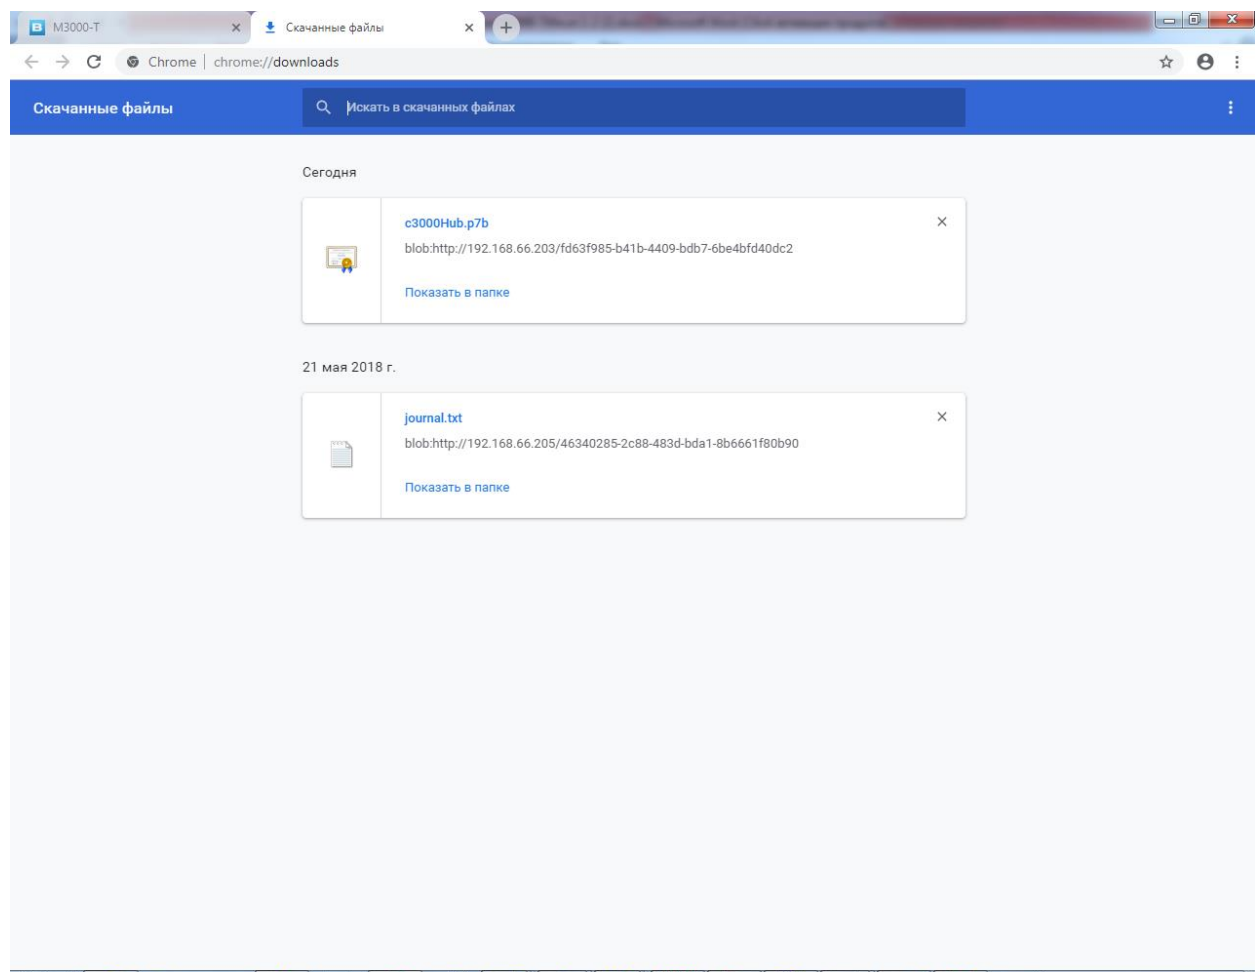 М3000-Т
Скачанные файлы
Chrome | chrome://downloads
Скачанные файлы
Искать в скачанных файлах
Сегодня
c3000Hub.p7b
blob:http://192.168.66.203/fd63f985-b41b-4409-bdb7-6be4bfd40dc2
Показать в папке
21 мая 2018 г.
journal.txt
blob:http://192.168.66.205/46340285-2c88-483d-bda1-8b6661f80b90
Показать в папке